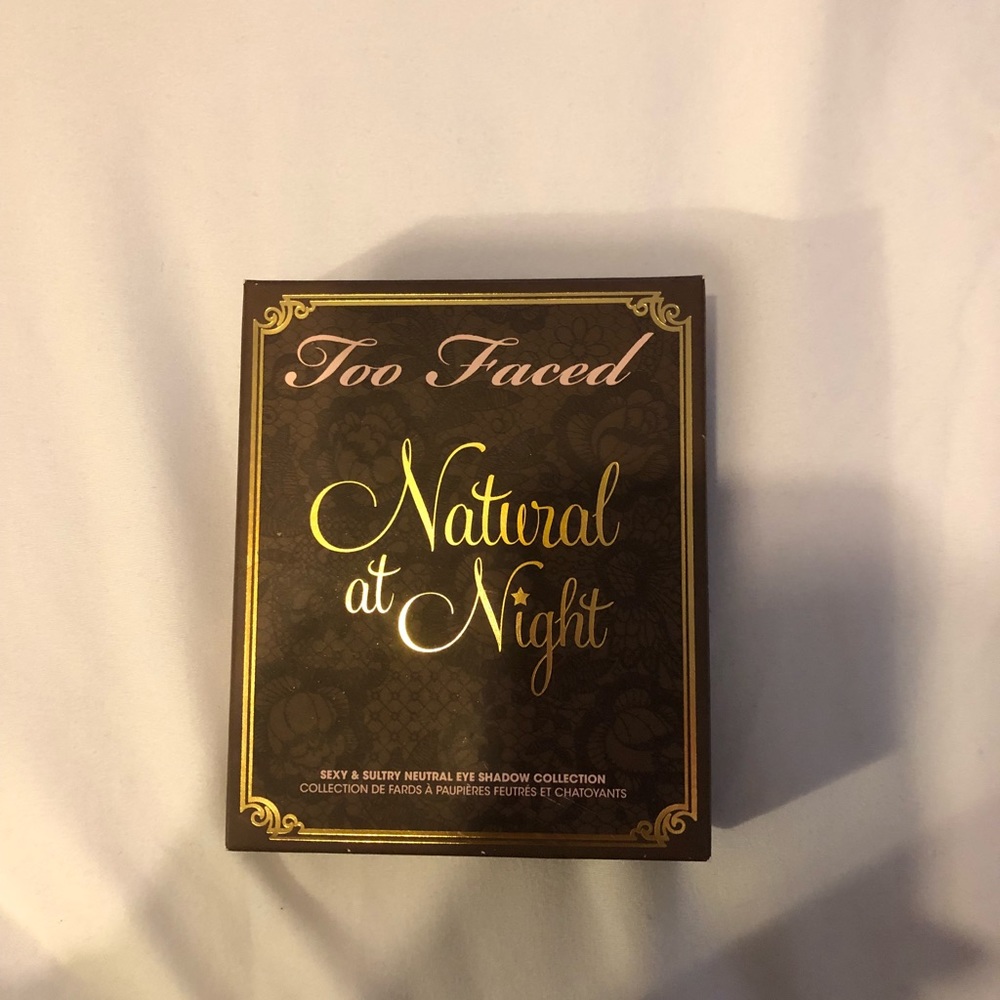 Too Faced
Natural
at Night
SEXY & SULTRY NEUTRAL EYE SHADOW COLLECTION
COLLECTION DE FARDS À PAUPIÈRES FEUTRÉS ET CHATOYANTS